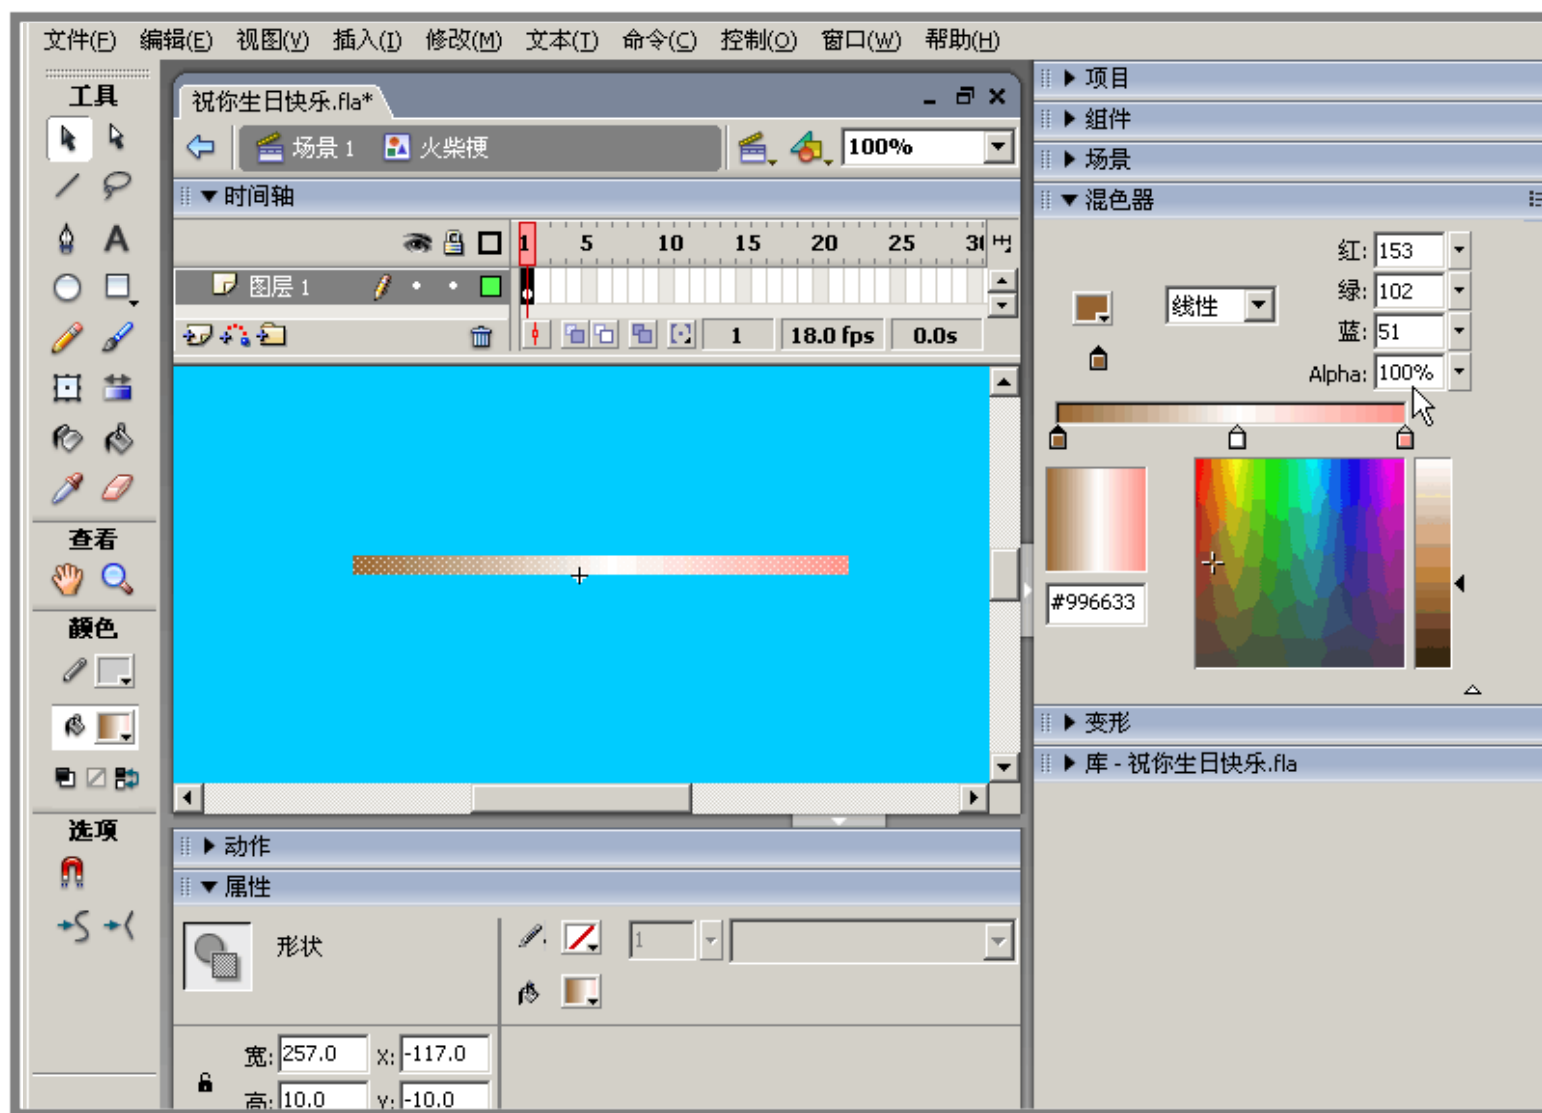 文件(F) 编辑(E) 视图(V) 插入(I) 修改(M) 文本(T) 命令(C) 控制(O) 窗口(W) 帮助(H)
工具
查看
颜色
选项
祝你生日快乐.fla*
场景 1 火柴梗 100%
时间轴
1 5 10 15 20 25 30
图层 1
1 18.0 fps 0.0s
动作
属性
形状
1
宽: 257.0 X: -117.0
高: 10.0 Y: -10.0
项目
组件
场景
混色器
红: 153
线性
绿: 102
蓝: 51
Alpha: 100%
#996633
变形
库 - 祝你生日快乐.fla